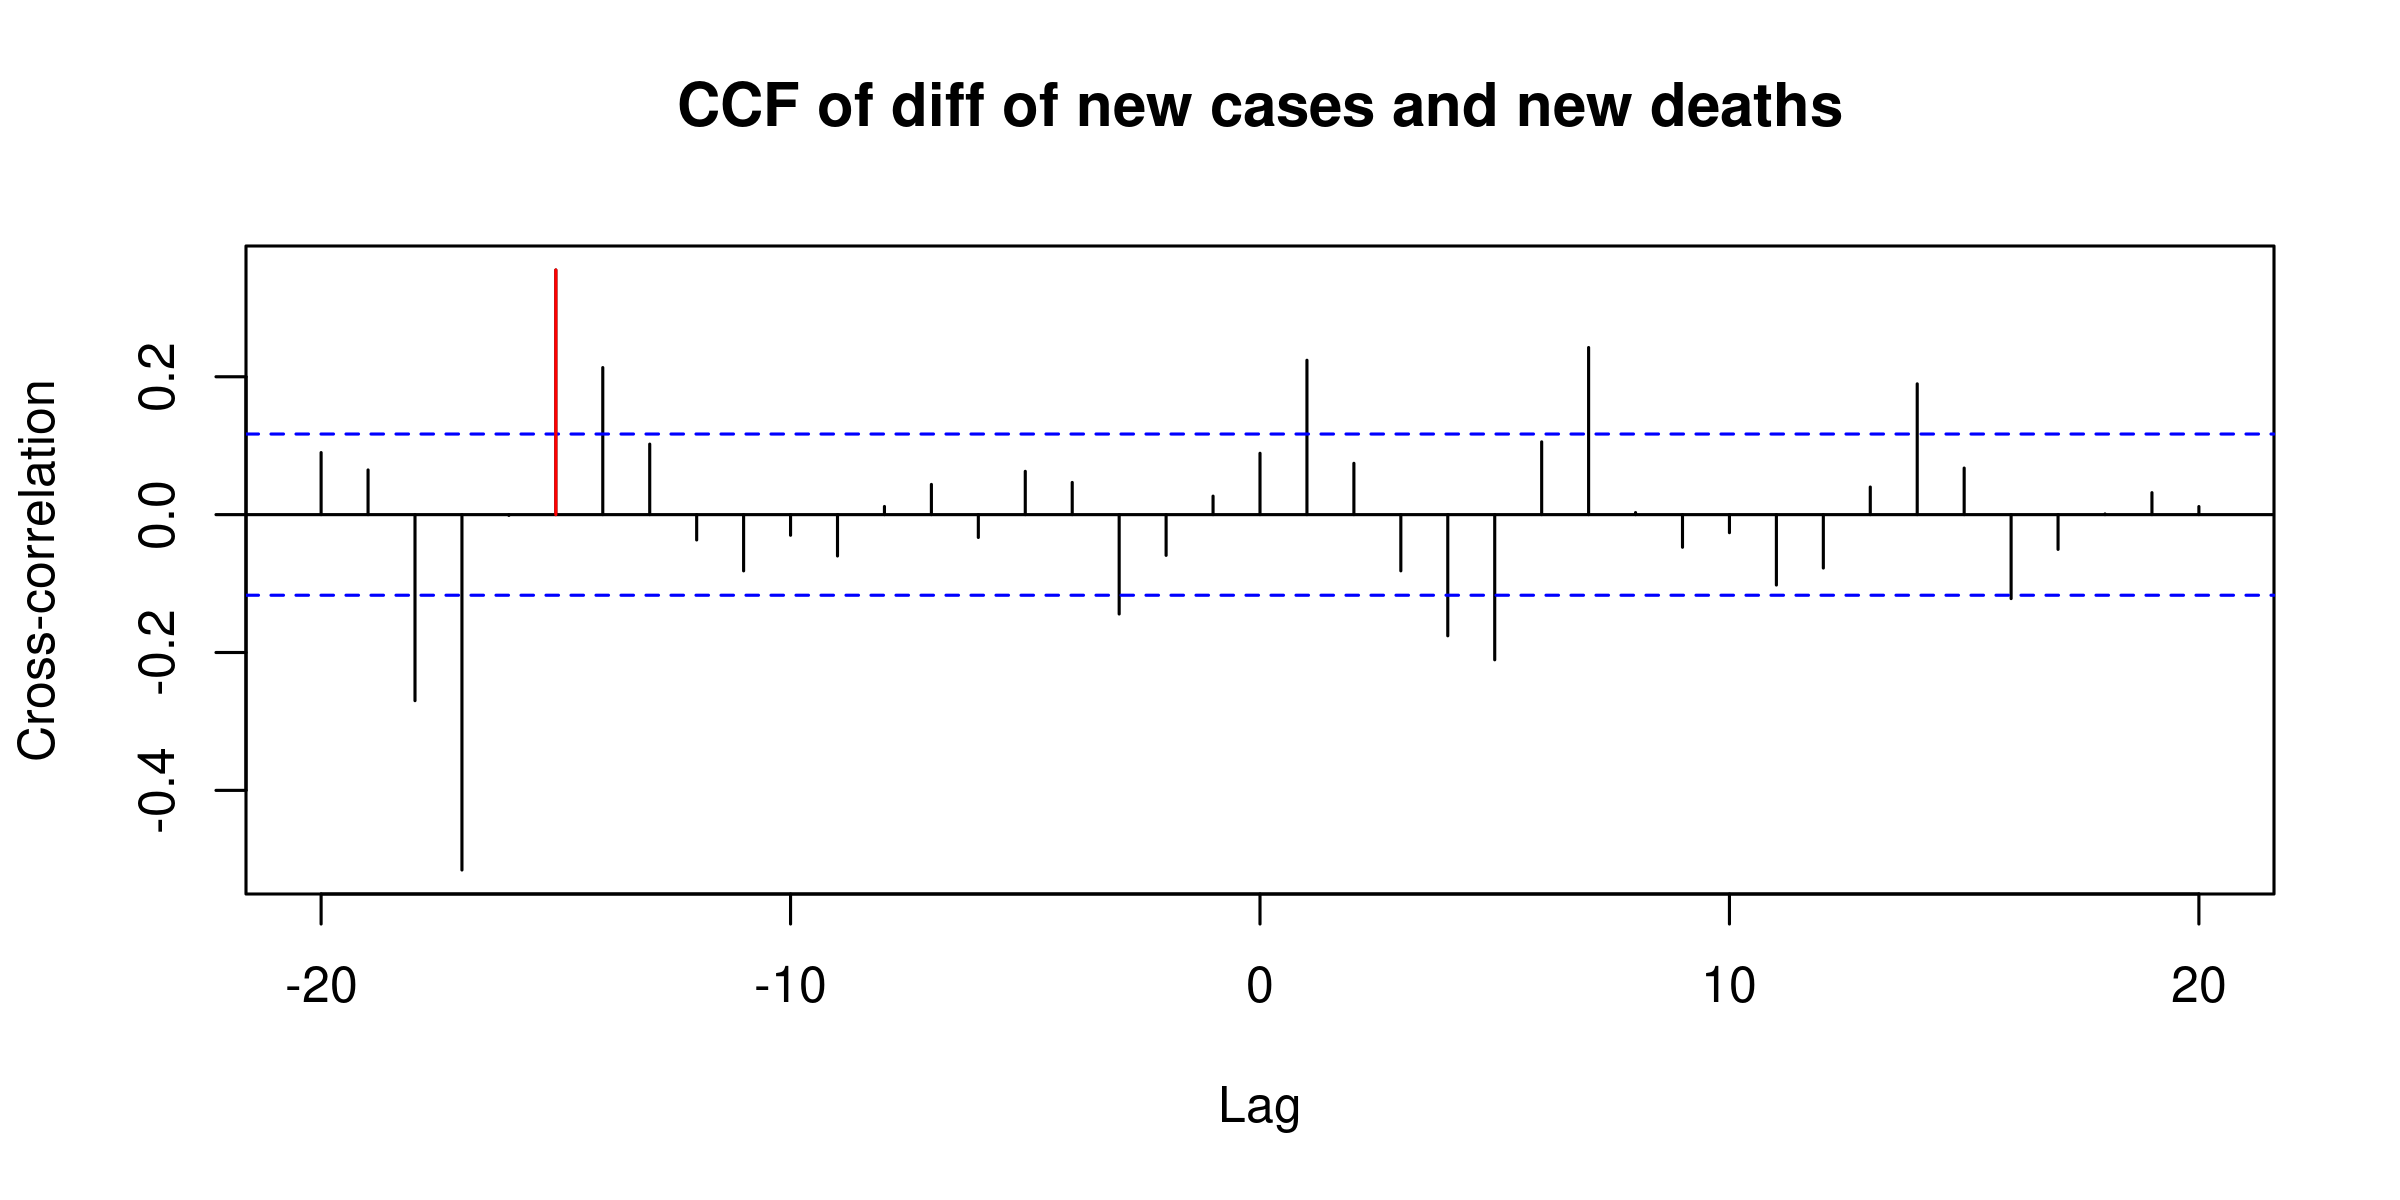 CCF of diff of new cases and new deaths
Cross-correlation
0.2
0.0
-0.2
-0.4
-20 -10 0 10 20
Lag